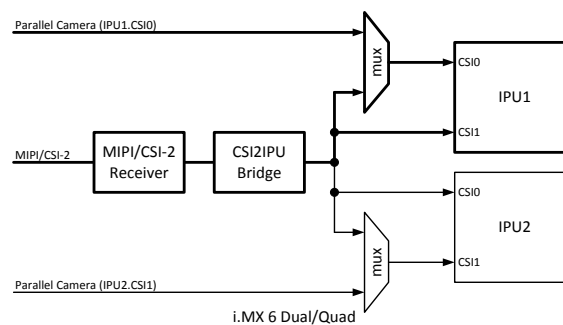 Parallel Camera (IPU1.CSI0)
mux
CSI0
IPU1
MIPI/CSI-2
MIPI/CSI-2
Receiver
CSI2IPU
Bridge
CSI1
CSI0
IPU2
mux
CSI1
Parallel Camera (IPU2.CSI1)
i.MX 6 Dual/Quad